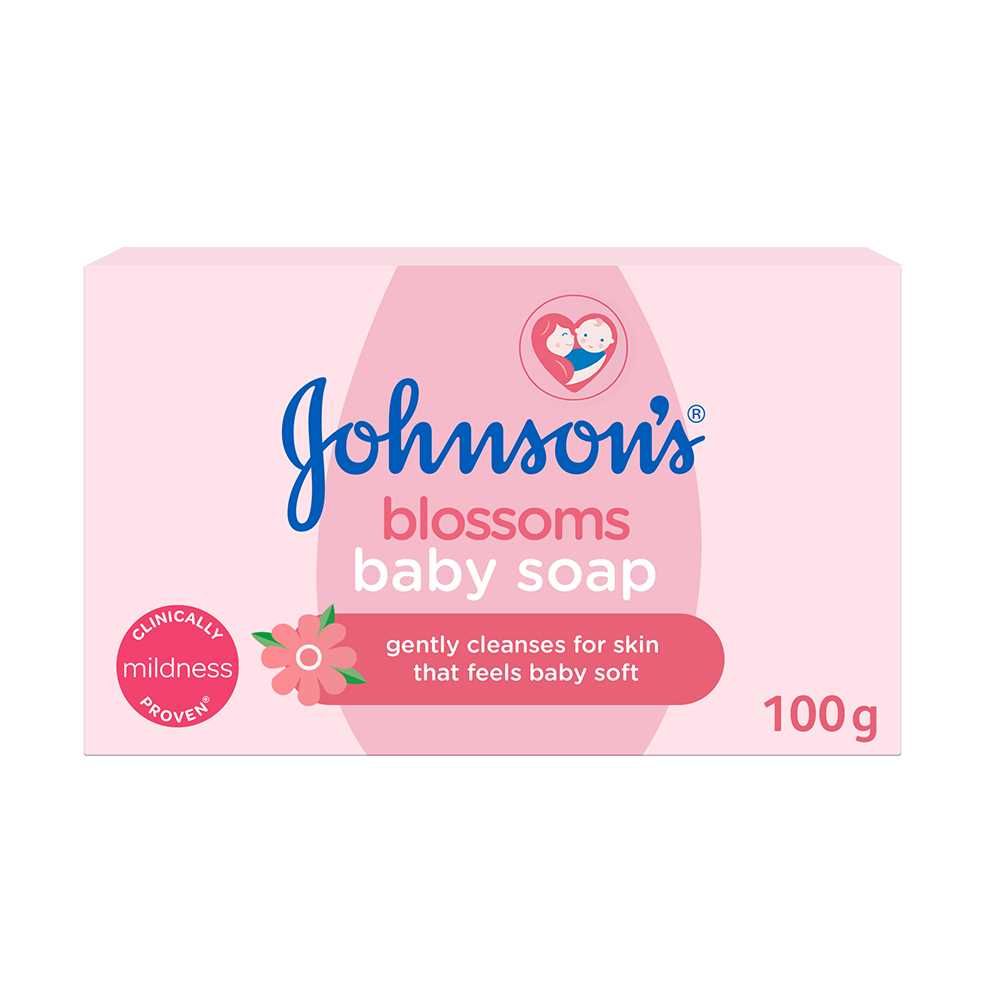 Johnson's®
blossoms
baby soap
gently cleanses for skin
that feels baby soft
CLINICALLY
mildness
PROVEN®
100g